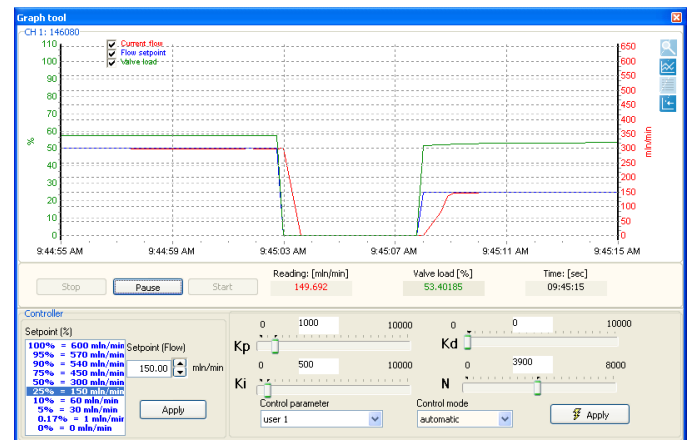 Graph tool
CH 1: 146080
Current flow
Flow setpoint
Valve load
110
100
90
80
70
60
50
40
30
20
10
0
%
650
600
550
500
450
400
350
300
250
200
150
100
50
0
mln/min
9:44:55 AM 9:44:59 AM 9:45:03 AM 9:45:07 AM 9:45:11 AM 9:45:15 AM
Stop Pause Start
Reading: [mln/min] Valve load [%] Time: [sec]
149.692 53.40185 09:45:15
Controller
Setpoint (%)
100% = 600 mln/min
95% = 570 mln/min
90% = 540 mln/min
75% = 450 mln/min
50% = 300 mln/min
25% = 150 mln/min
10% = 60 mln/min
5% = 30 mln/min
0.17% = 1 mln/min
0% = 0 mln/min
Setpoint (Flow)
150.00 mln/min
Apply
0 1000 10000
Kp
0 500 10000
Ki
0 0 10000
Kd
0 3900 8000
N
Control parameter
user 1
Control mode
automatic
Apply